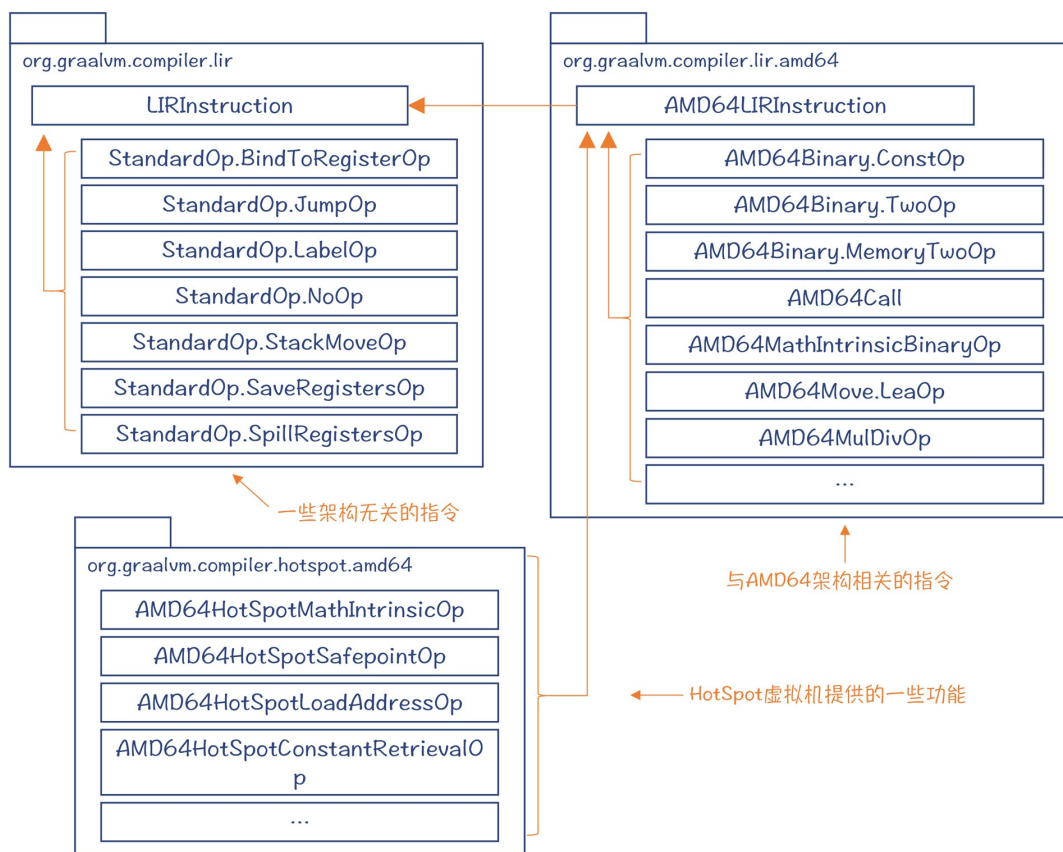 org.graalvm.compiler.lir
LIRInstruction
StandardOp.BindToRegisterOp
StandardOp.JumpOp
StandardOp.LabelOp
StandardOp.NoOp
StandardOp.StackMoveOp
StandardOp.SaveRegistersOp
StandardOp.SpillRegistersOp
一些架构无关的指令
org.graalvm.compiler.lir.amd64
AMD64LIRInstruction
AMD64Binary.ConstOp
AMD64Binary.TwoOp
AMD64Binary.MemoryTwoOp
AMD64Call
AMD64MathIntrinsicBinaryOp
AMD64Move.LeaOp
AMD64MulDivOp
...
与AMD64架构相关的指令
org.graalvm.compiler.hotspot.amd64
AMD64HotSpotMathIntrinsicOp
AMD64HotSpotSafepointOp
AMD64HotSpotLoadAddressOp
AMD64HotSpotConstantRetrievalO
p
...
HotSpot虚拟机提供的一些功能